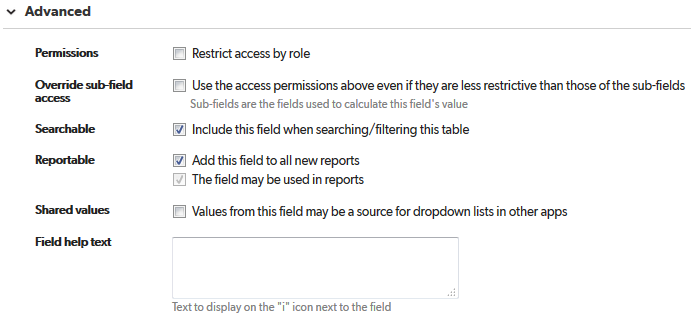 Advanced
Permissions
Restrict access by role
Override sub-field access
Use the access permissions above even if they are less restrictive than those of the sub-fields
Sub-fields are the fields used to calculate this field's value
Searchable
Include this field when searching/filtering this table
Reportable
Add this field to all new reports
The field may be used in reports
Shared values
Values from this field may be a source for dropdown lists in other apps
Field help text
Text to display on the "i" icon next to the field